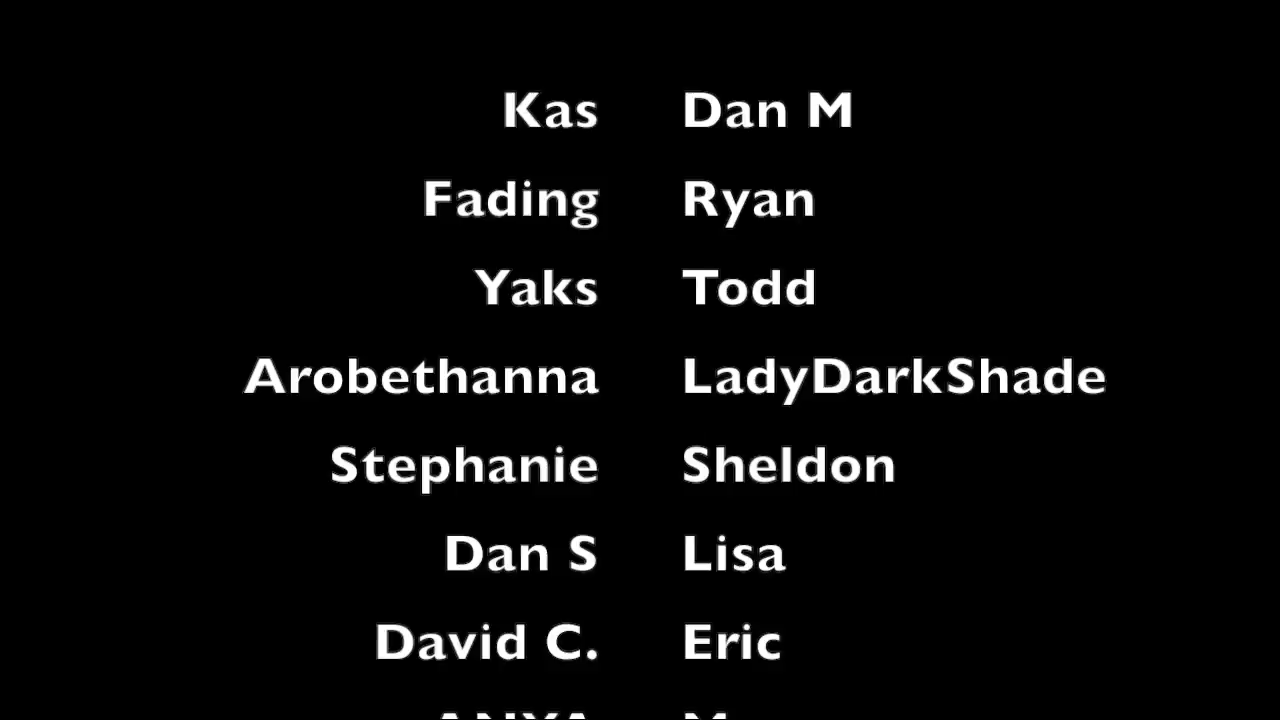 Kas Dan M
Fading Ryan
Yaks Todd
Arobethanna LadyDarkShade
Stephanie Sheldon
Dan S Lisa
David C. Eric